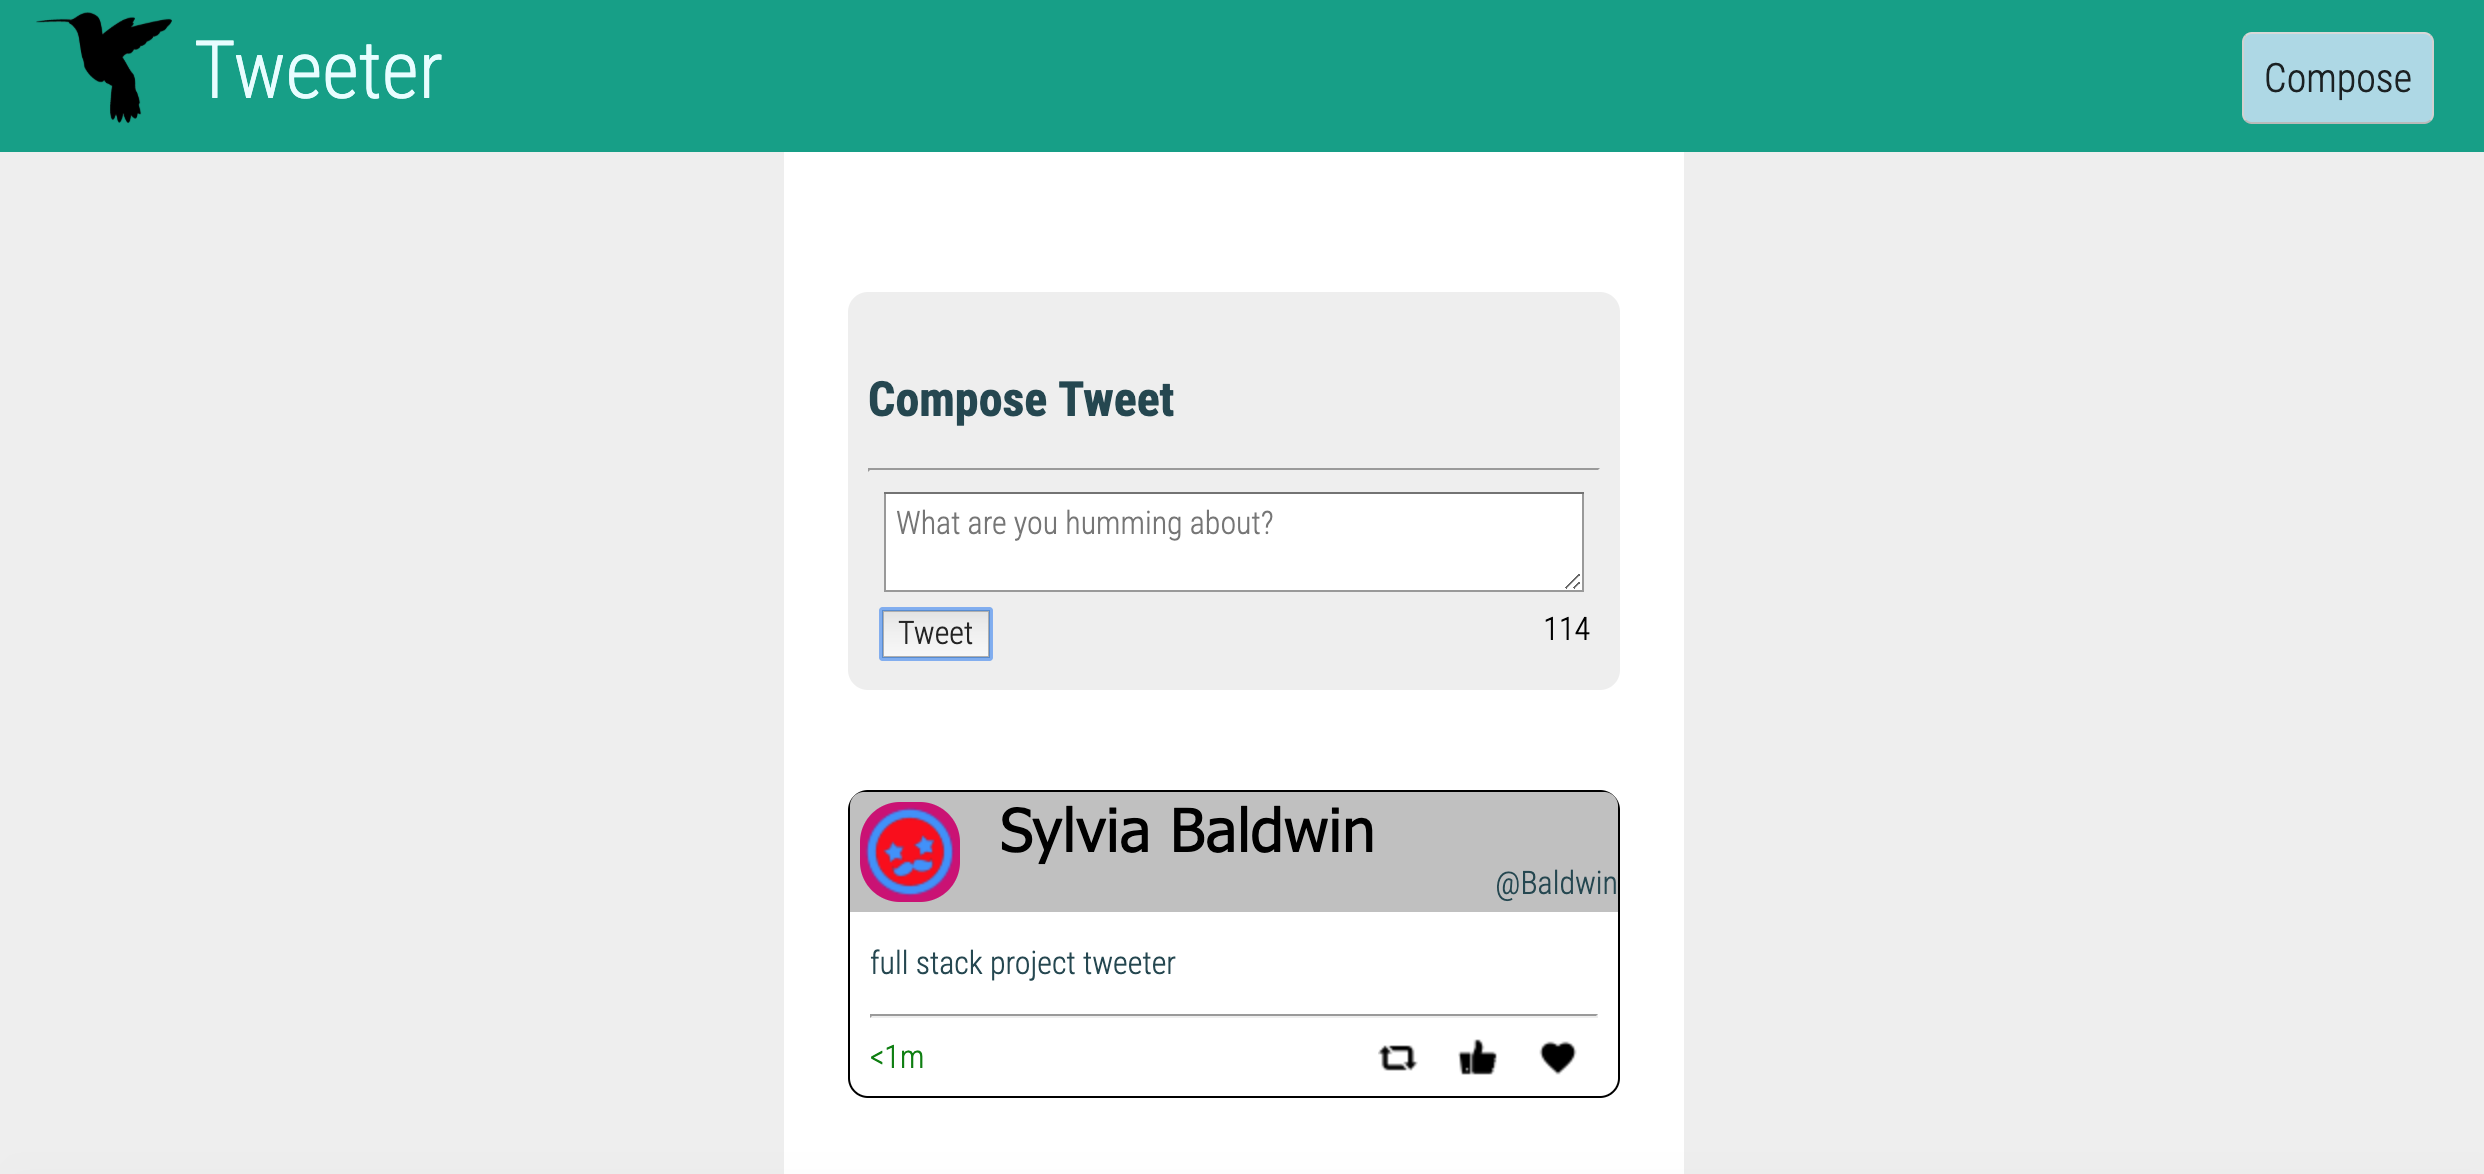 Tweeter
Compose
Compose Tweet
What are you humming about?
Tweet
114
Sylvia Baldwin
@Baldwin
full stack project tweeter
<1m